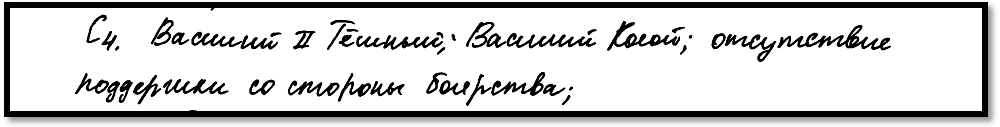 С4. Василий II Тёмный; Василий Косой; отсутствие
поддержки со стороны боярства;